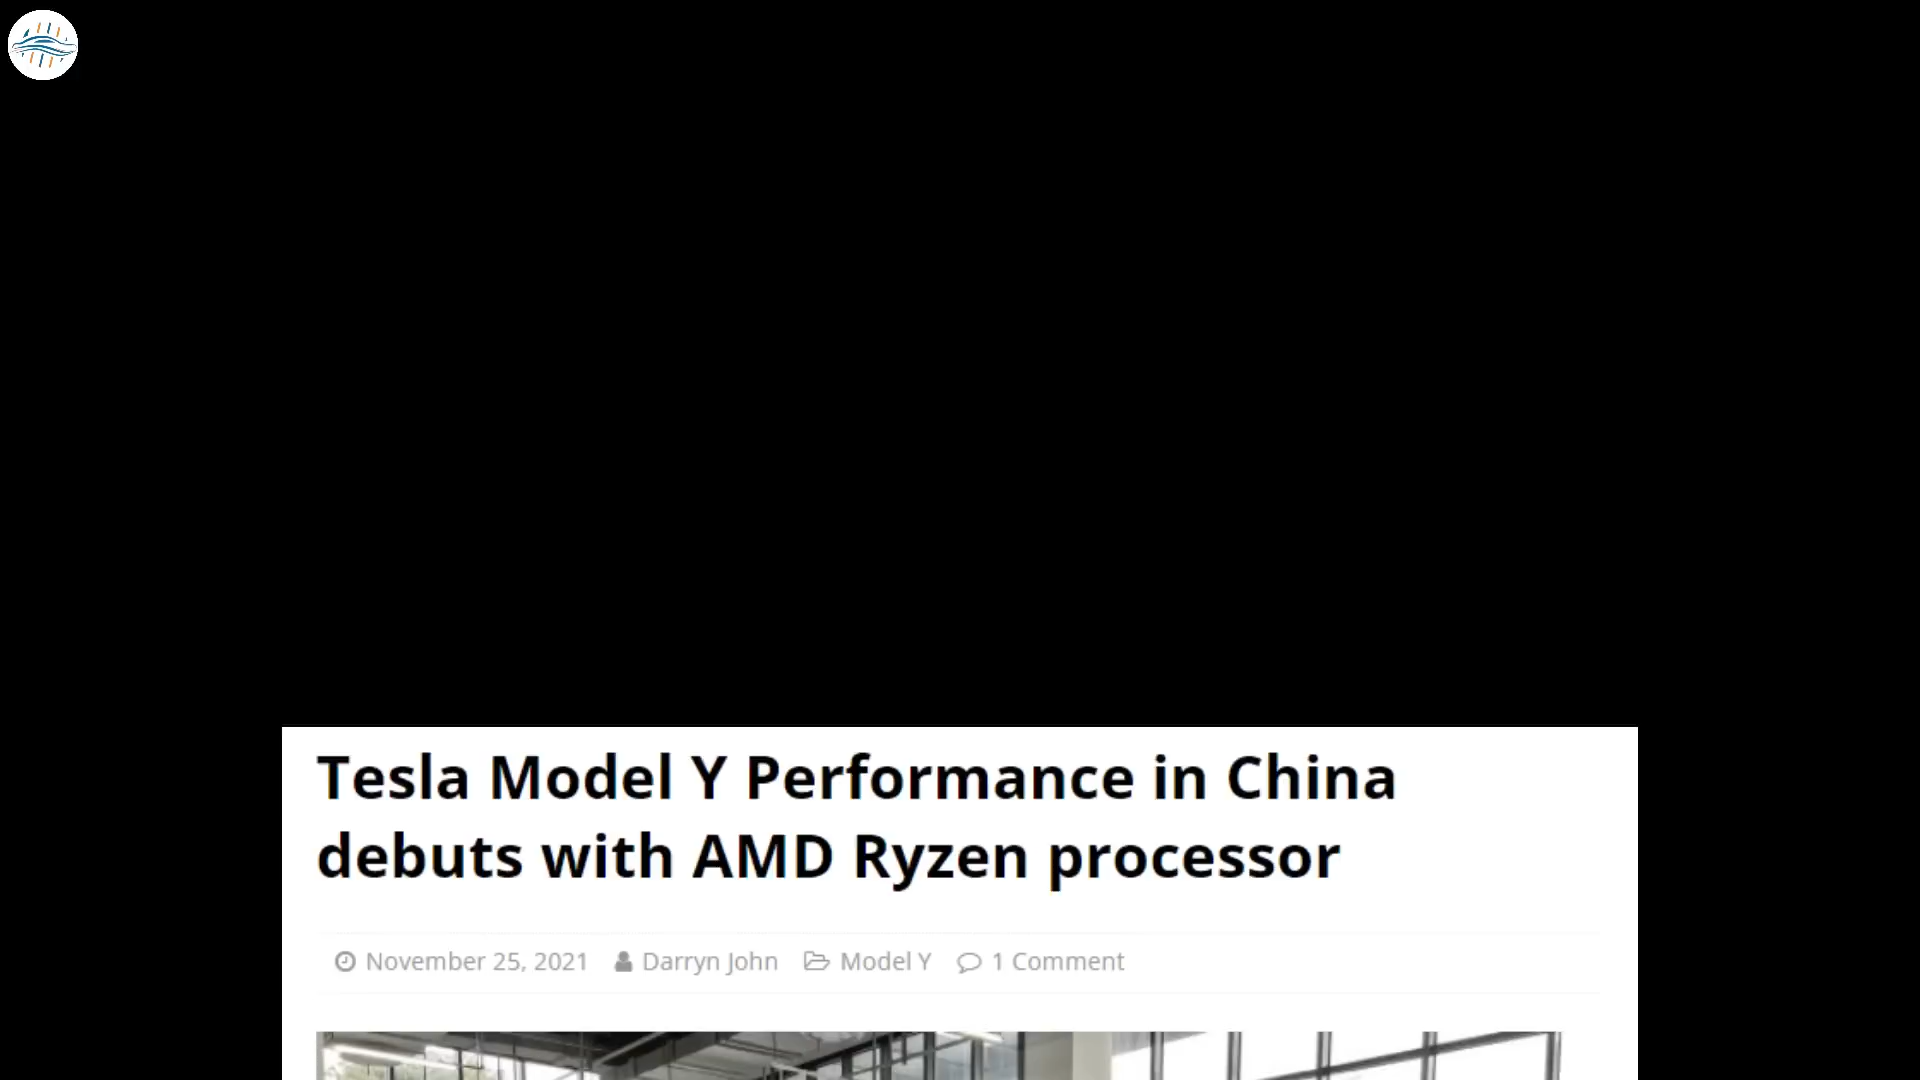 Tesla Model Y Performance in China
debuts with AMD Ryzen processor
November 25, 2021 Darryn John Model Y 1 Comment